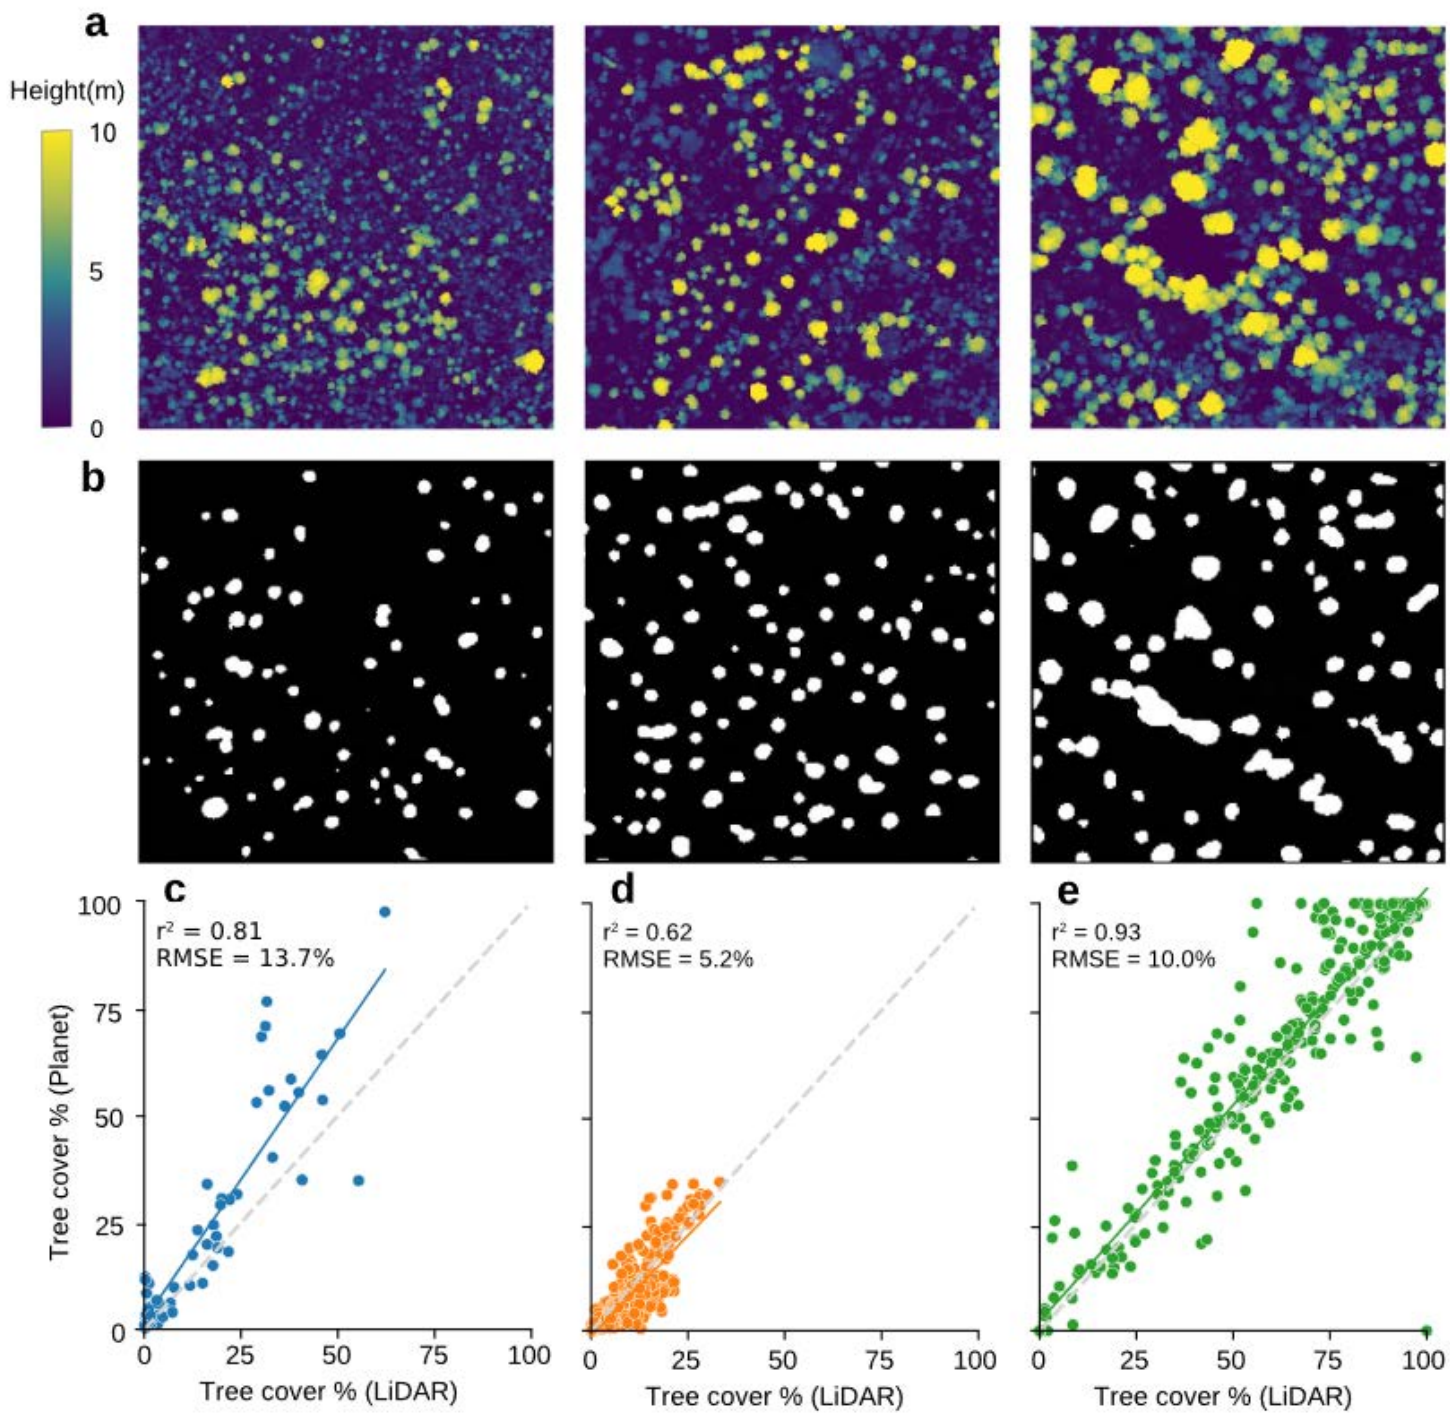 a
Height(m)
10
5
0
b
c
d
e
r² = 0.81
RMSE = 13.7%
r² = 0.62
RMSE = 5.2%
r² = 0.93
RMSE = 10.0%
Tree cover % (Planet)
100
75
50
25
0
0 25 50 75 100
0 25 50 75 100
0 25 50 75 100
Tree cover % (LiDAR)
Tree cover % (LiDAR)
Tree cover % (LiDAR)